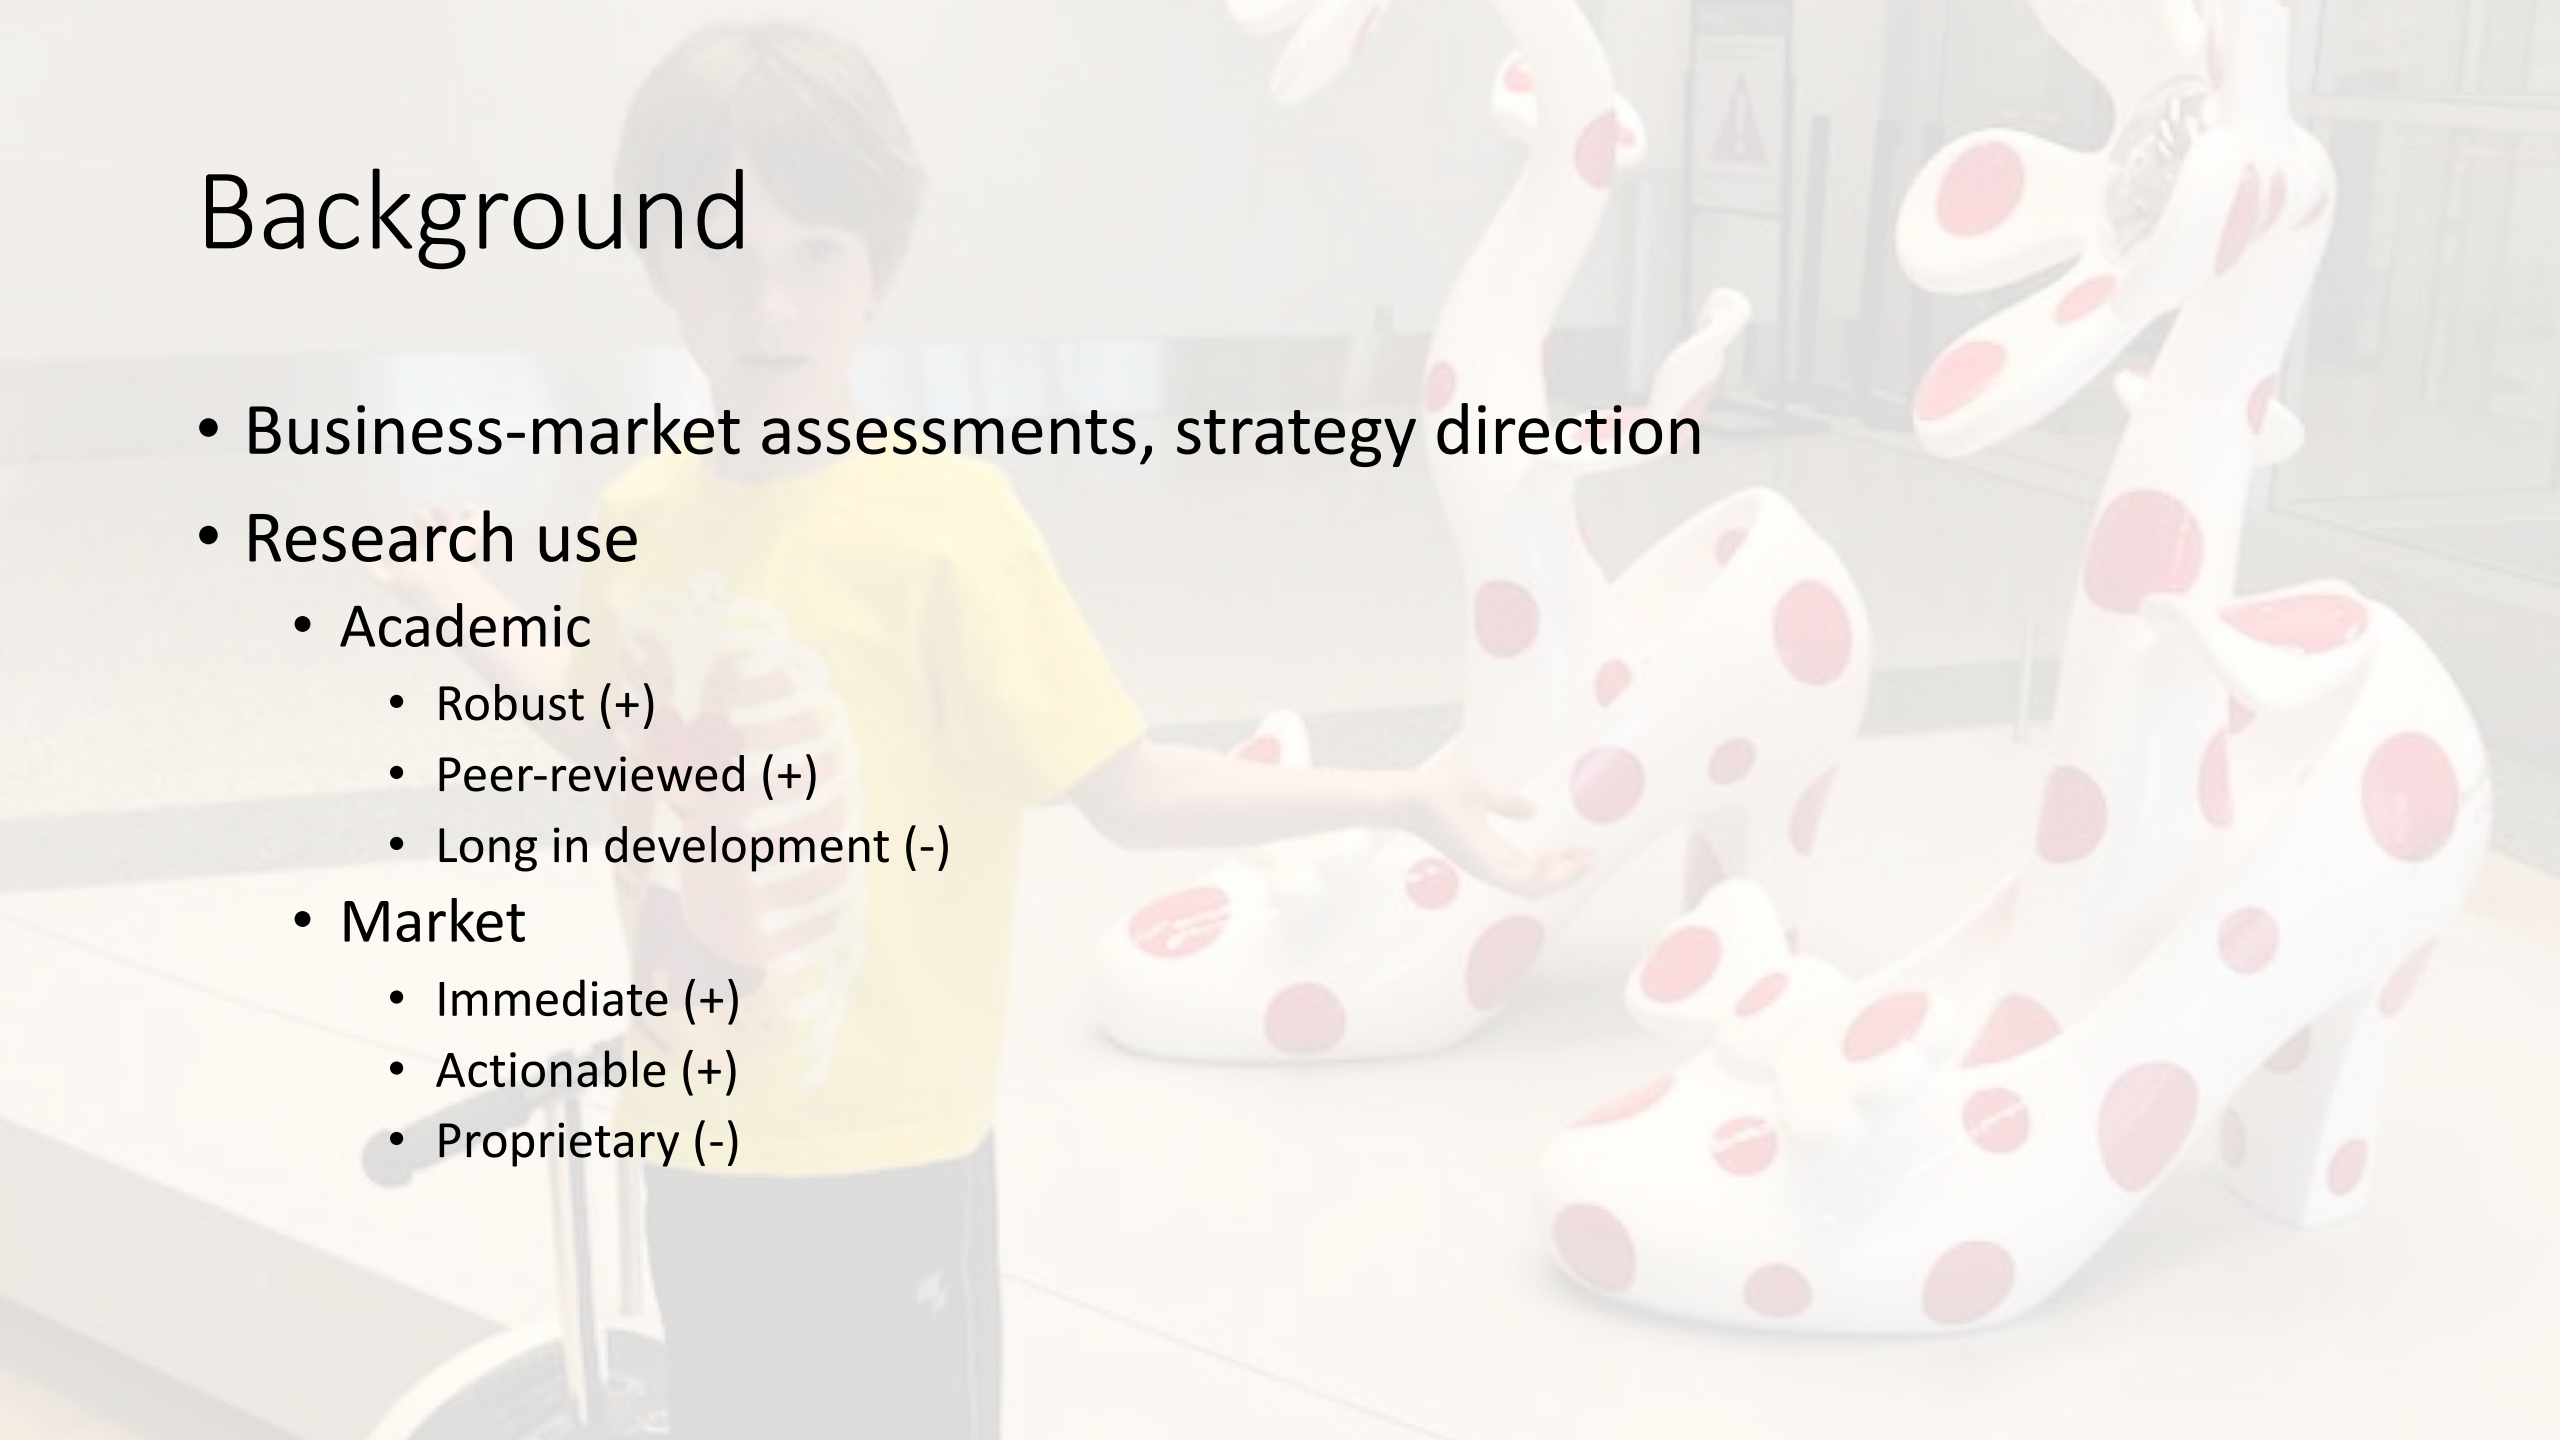 Background
• Business-market assessments, strategy direction
• Research use
• Academic
• Robust (+)
• Peer-reviewed (+)
• Long in development (-)
• Market
• Immediate (+)
• Actionable (+)
• Proprietary (-)